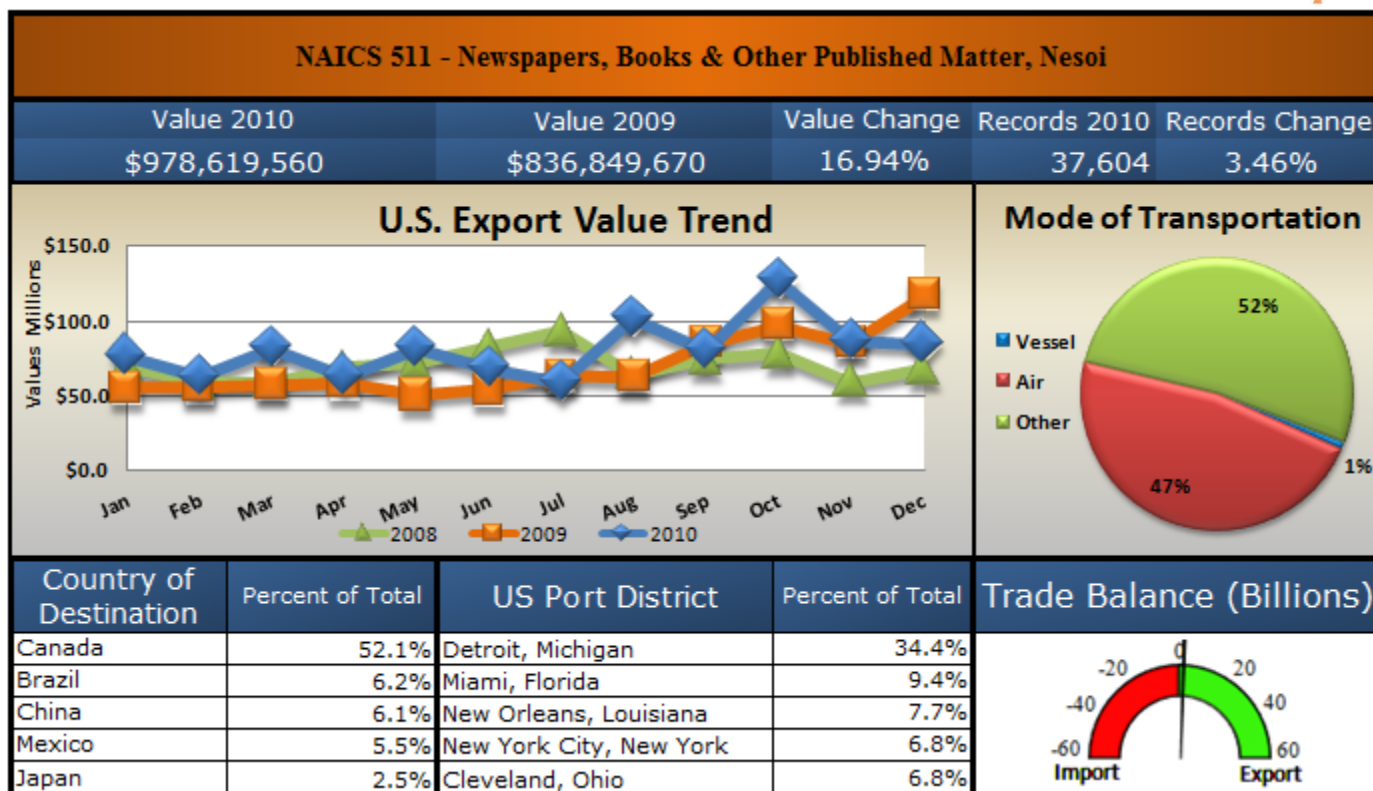 NAICS 511 - Newspapers, Books & Other Published Matter, Nesoi
Value 2010 Value 2009 Value Change Records 2010 Records Change
$978,619,560 $836,849,670 16.94% 37,604 3.46%
U.S. Export Value Trend
Values Millions
$150.0
$100.0
$50.0
$0.0
Jan Feb Mar Apr May Jun Jul Aug Sep Oct Nov Dec
2008 2009 2010
Mode of Transportation
Vessel
Air
Other
52%
1%
47%
Country of
Destination
Percent of Total US Port District Percent of Total
Canada 52.1% Detroit, Michigan 34.4%
Brazil 6.2% Miami, Florida 9.4%
China 6.1% New Orleans, Louisiana 7.7%
Mexico 5.5% New York City, New York 6.8%
Japan 2.5% Cleveland, Ohio 6.8%
Trade Balance (Billions)
-60 -40 -20 0 20 40 60
Import Export